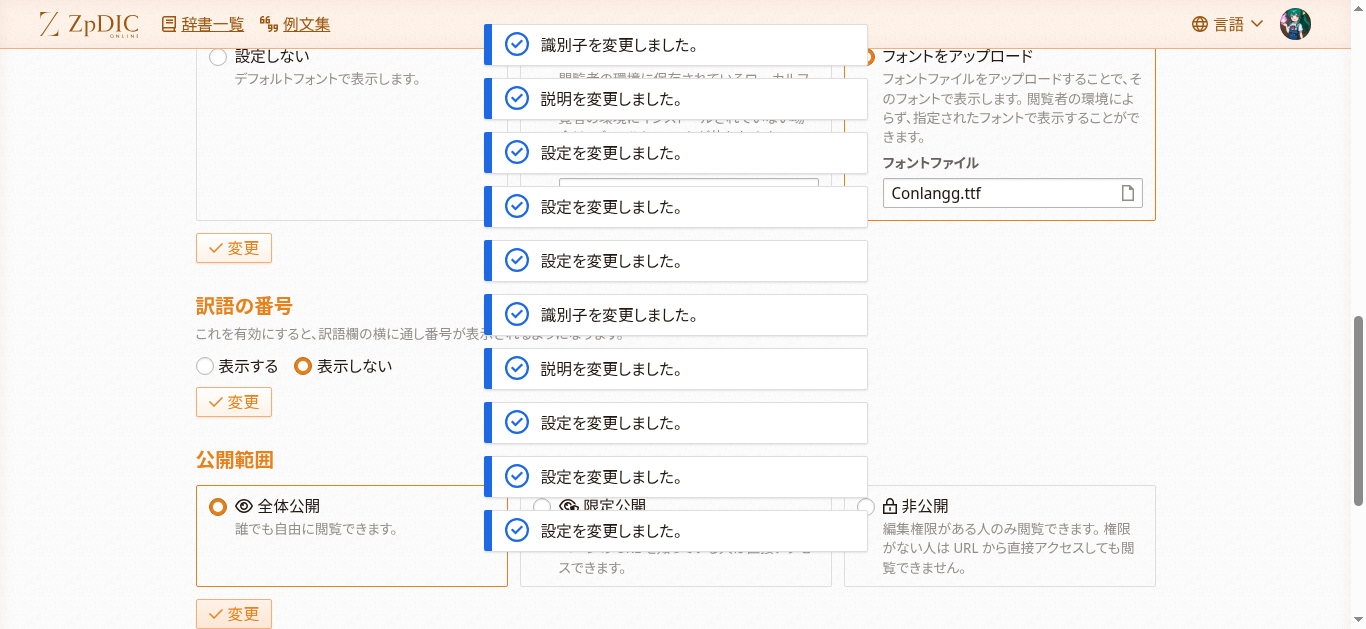 ZpDIC
ONLINE
辞書一覧
例文集
言語
識別子を変更しました。
説明を変更しました。
設定を変更しました。
設定を変更しました。
設定を変更しました。
識別子を変更しました。
説明を変更しました。
設定を変更しました。
設定を変更しました。
設定を変更しました。
設定しない
デフォルトフォントで表示します。
フォントをアップロード
フォントファイルをアップロードすることで、そ
のフォントで表示します。閲覧者の環境によ
らず、指定されたフォントで表示することがで
きます。
フォントファイル
Conlangg.ttf
変更
訳語の番号
これを有効にすると、訳語欄の横に通し番号が表示されるようになります。
表示する
表示しない
変更
公開範囲
全体公開
誰でも自由に閲覧できます。
限定公開
スできます。
非公開
編集権限がある人のみ閲覧できます。権限
がない人は URL から直接アクセスしても閲
覧できません。
変更